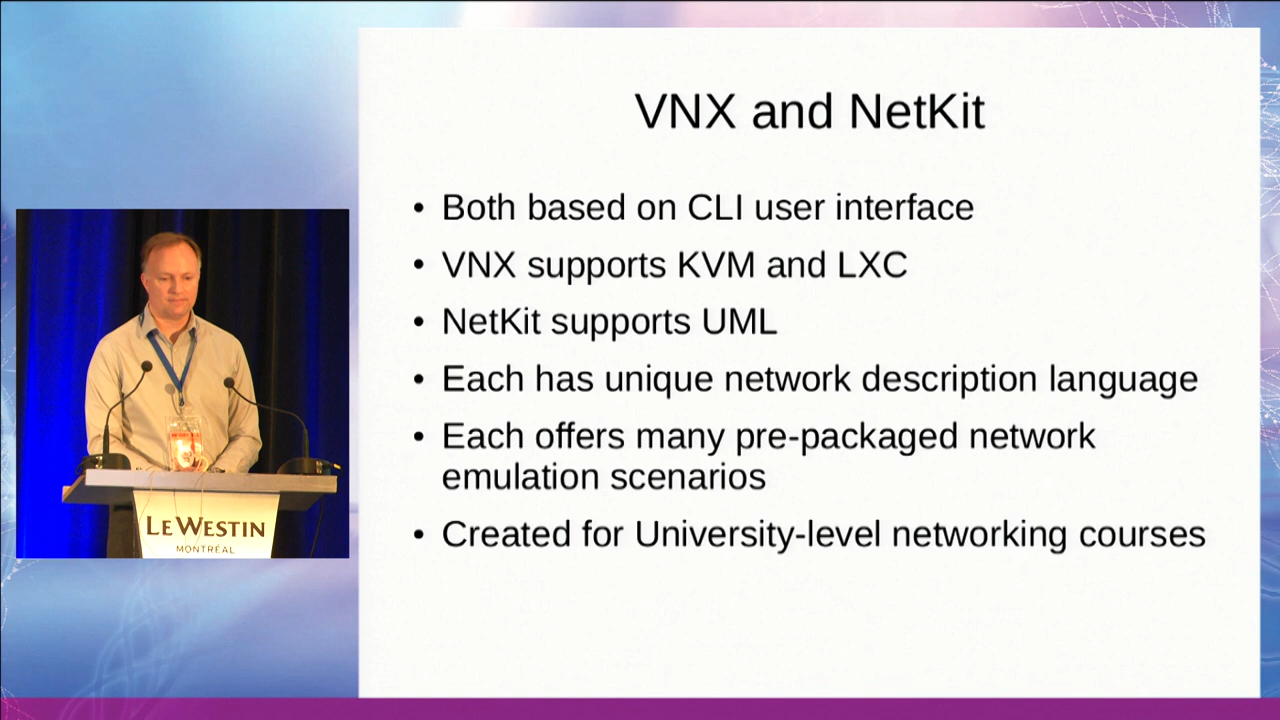 VNX and NetKit
• Both based on CLI user interface
• VNX supports KVM and LXC
• NetKit supports UML
• Each has unique network description language
• Each offers many pre-packaged network
emulation scenarios
• Created for University-level networking courses
LE WESTIN
MONTRÉAL